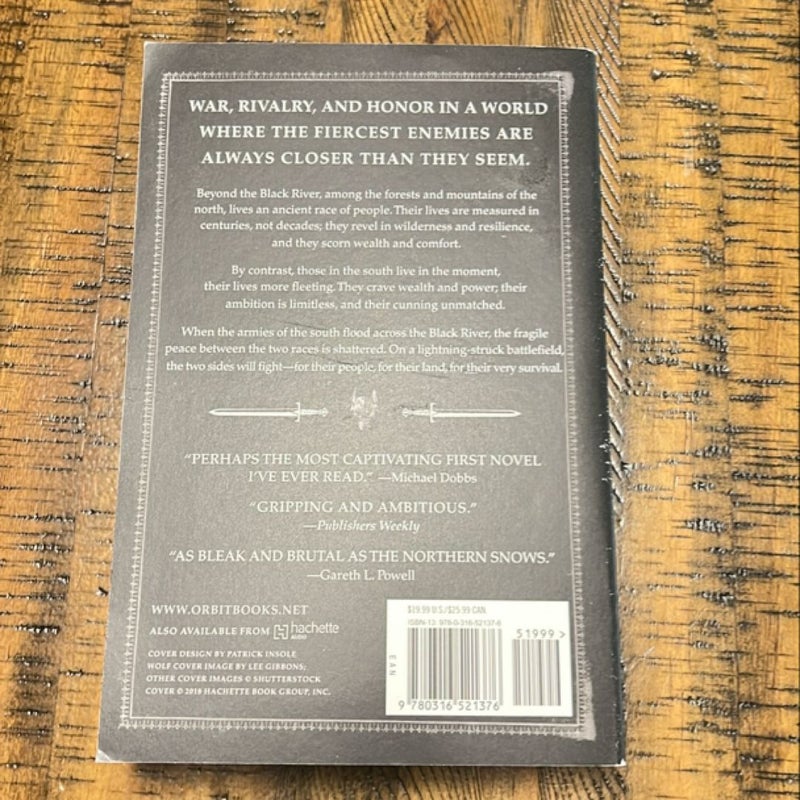 WAR, RIVALRY, AND HONOR IN A WORLD
WHERE THE FIERCEST ENEMIES ARE
ALWAYS CLOSER THAN THEY SEEM.
Beyond the Black River, among the forests and mountains of the
north, lives an ancient race of people. Their lives are measured in
centuries, not decades; they revel in wilderness and resilience,
and they scorn wealth and comfort.
By contrast, those in the south live in the moment,
their lives more fleeting. They crave wealth and power; their
ambition is limitless, and their cunning unmatched.
When the armies of the south flood across the Black River, the fragile
peace between the two races is shattered. On a lightning-struck battlefield,
the two sides will fight—for their people, for their land, for their very survival.
"PERHAPS THE MOST CAPTIVATING FIRST NOVEL
I'VE EVER READ." —Michael Dobbs
"GRIPPING AND AMBITIOUS."
—Publishers Weekly
"AS BLEAK AND BRUTAL AS THE NORTHERN SNOWS."
—Gareth L. Powell
WWW.ORBITBOOKS.NET
ALSO AVAILABLE FROM hachette
AUDIO
COVER DESIGN BY PATRICK INSOLE
WOLF COVER IMAGE BY LEE GIBBONS;
OTHER COVER IMAGES © SHUTTERSTOCK
COVER © 2018 HACHETTE BOOK GROUP, INC.
$19.99 U.S./$25.99 CAN.
ISBN-13: 978-0-316-52137-6
51999 >
EAN
9 780316 521376